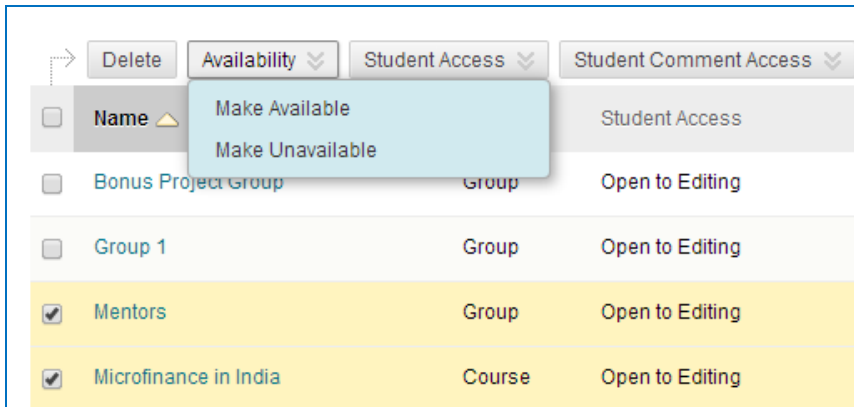 Delete Availability Student Access Student Comment Access
Make Available
Name Student Access
Make Unavailable
Bonus Project Group Group Open to Editing
Group 1 Group Open to Editing
Mentors Group Open to Editing
Microfinance in India Course Open to Editing